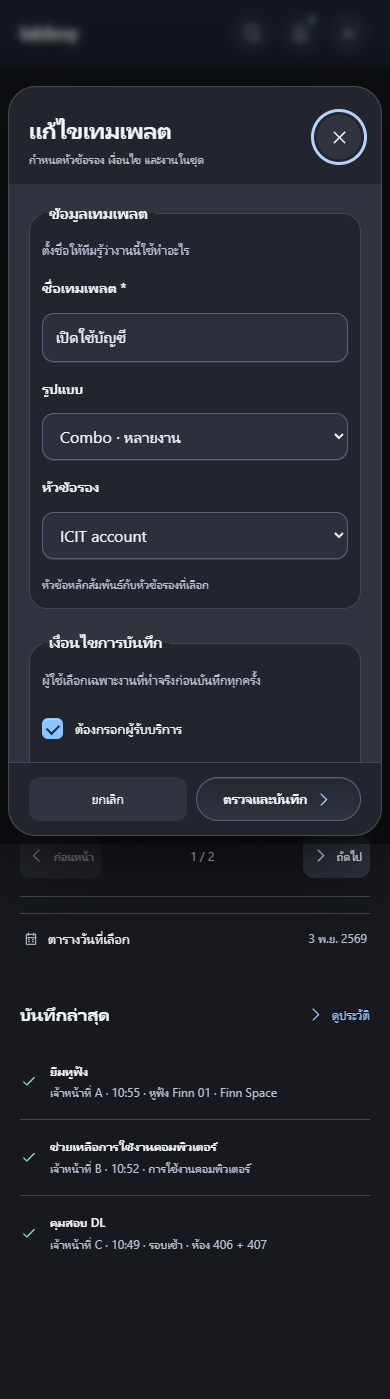 แก้ไขเทมเพลต
กำหนดหัวข้อรอง เงื่อนไข และงานในชุด
ข้อมูลเทมเพลต
ตั้งชื่อให้ทีมรู้ว่างานนี้ใช้ทำอะไร
ชื่อเทมเพลต *
เปิดใช้บัญชี
รูปแบบ
Combo · หลายงาน
หัวข้อรอง
ICIT account
หัวข้อหลักสัมพันธ์กับหัวข้อรองที่เลือก
เงื่อนไขการบันทึก
ผู้ใช้เลือกเฉพาะงานที่ทำจริงก่อนบันทึกทุกครั้ง
ต้องกรอกผู้รับบริการ
ยกเลิก
ตรวจและบันทึก
ก่อนหน้า
1 / 2
ถัดไป
ตารางวันที่เลือก
3 พ.ย. 2569
บันทึกล่าสุด
ดูประวัติ
ยืมหูฟัง
เจ้าหน้าที่ A · 10:55 · หูฟัง Finn 01 · Finn Space
ช่วยเหลือการใช้งานคอมพิวเตอร์
เจ้าหน้าที่ B · 10:52 · การใช้งานคอมพิวเตอร์
คุมสอบ DL
เจ้าหน้าที่ C · 10:49 · รอบเช้า · ห้อง 406 + 407